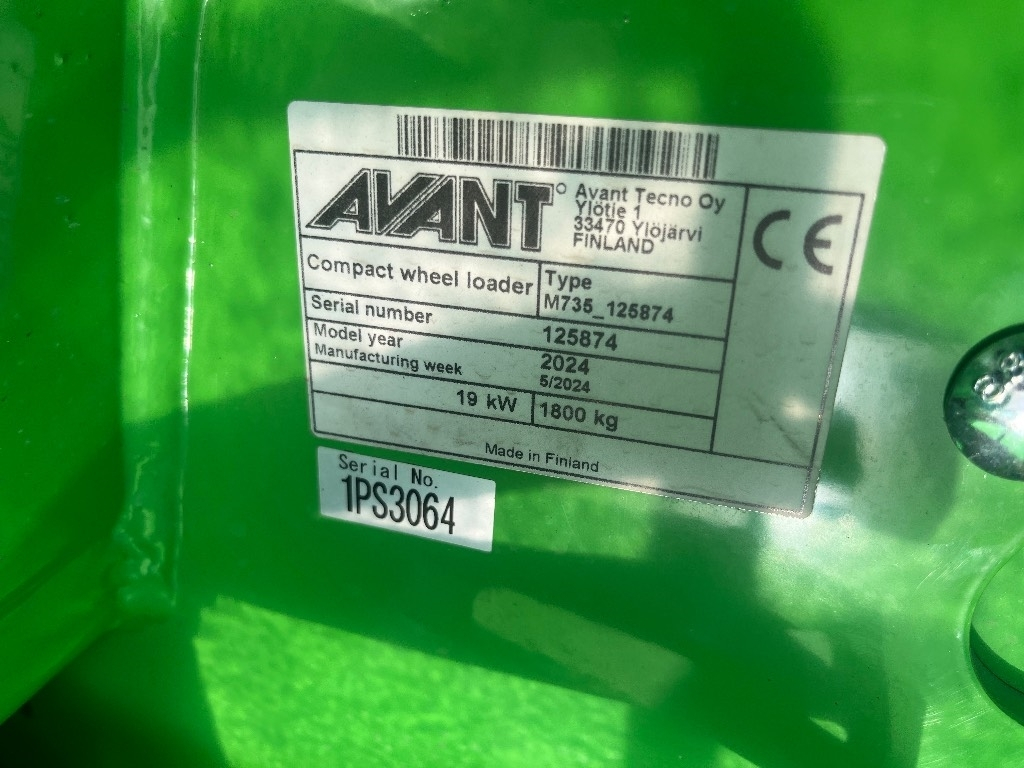 AVANT
Avant Tecno Oy
Ylötie 1
33470 Ylöjärvi
FINLAND
CE
Compact wheel loader
Type
M735_125874
Serial number 125874
Model year 2024
Manufacturing week 5/2024
19 kW 1800 kg
Made in Finland
Serial No.
1PS3064